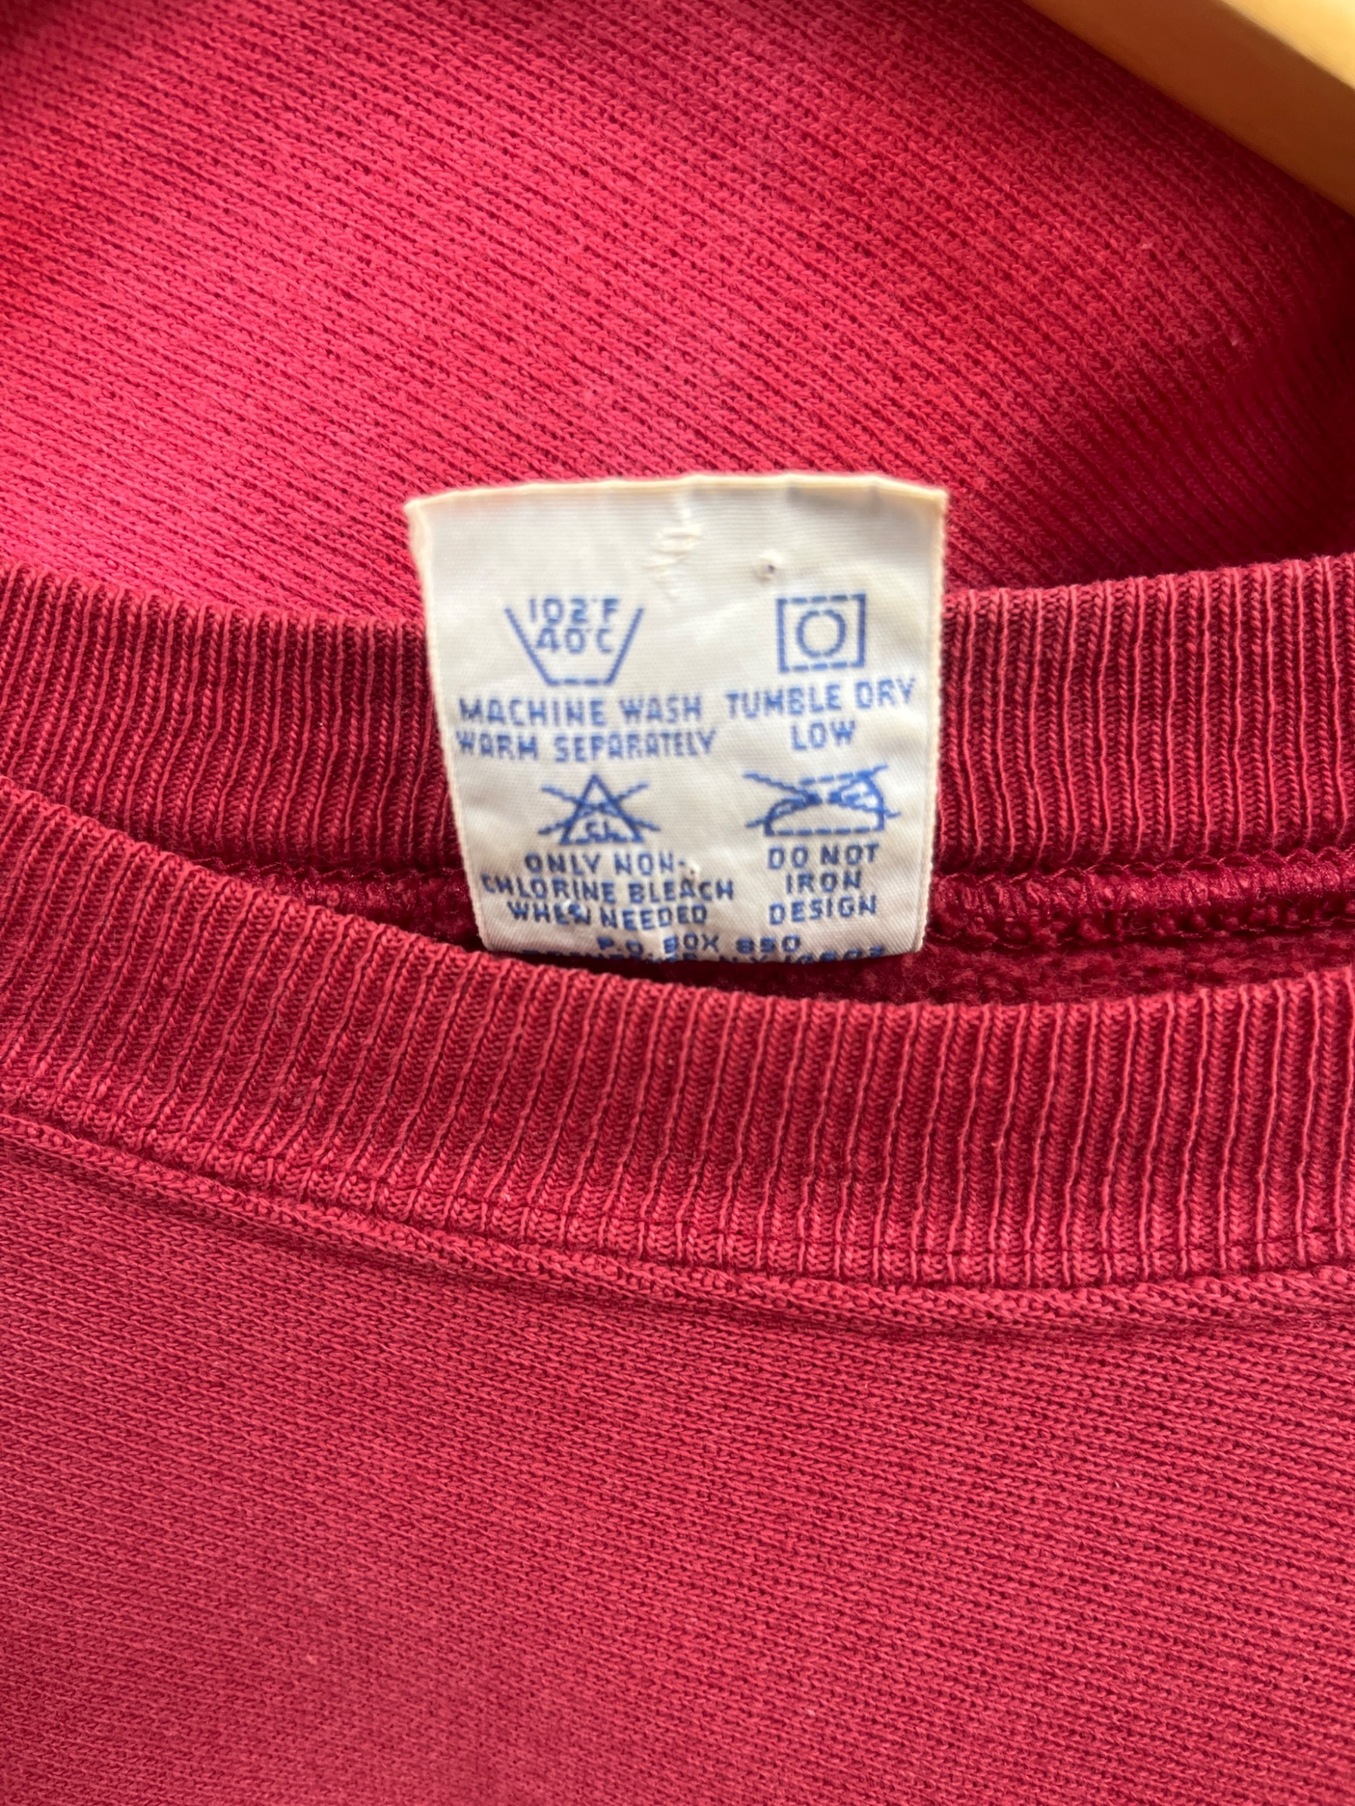 102°F
40°C
MACHINE WASH
WARM SEPARATELY
TUMBLE DRY
LOW
CL
ONLY NON-
CHLORINE BLEACH
WHEN NEEDED
DO NOT
IRON
DESIGN
P.O. BOX 850